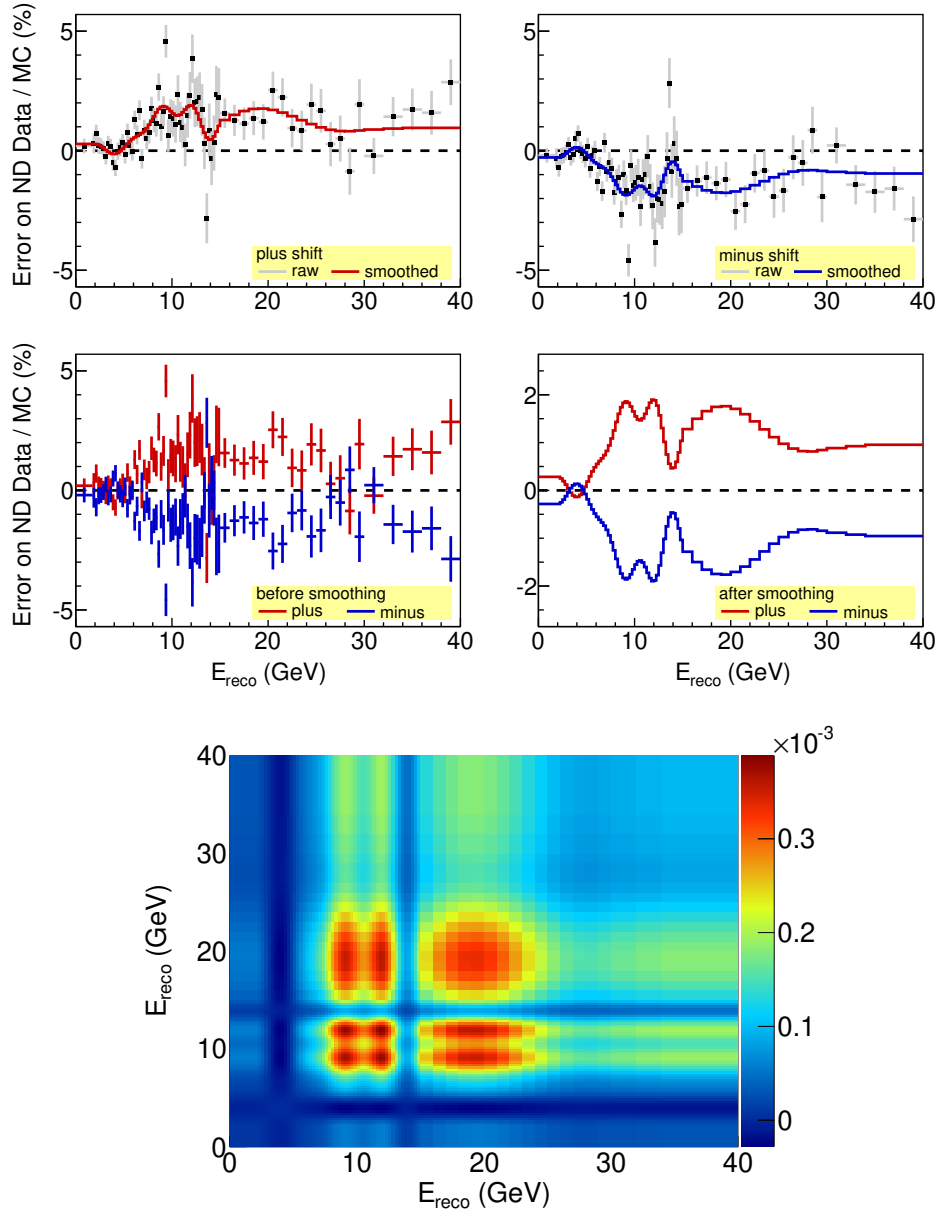 Error on ND Data / MC (%)
5
0
-5
plus shift
raw smoothed
0 10 20 30 40
5
0
-5
minus shift
raw smoothed
0 10 20 30 40
Error on ND Data / MC (%)
5
0
-5
before smoothing
plus minus
0 10 20 30 40
E_reco (GeV)
2
0
-2
after smoothing
plus minus
0 10 20 30 40
E_reco (GeV)
×10⁻³
E_reco (GeV)
40
30
20
10
0
0 10 20 30 40
E_reco (GeV)
0.3
0.2
0.1
0